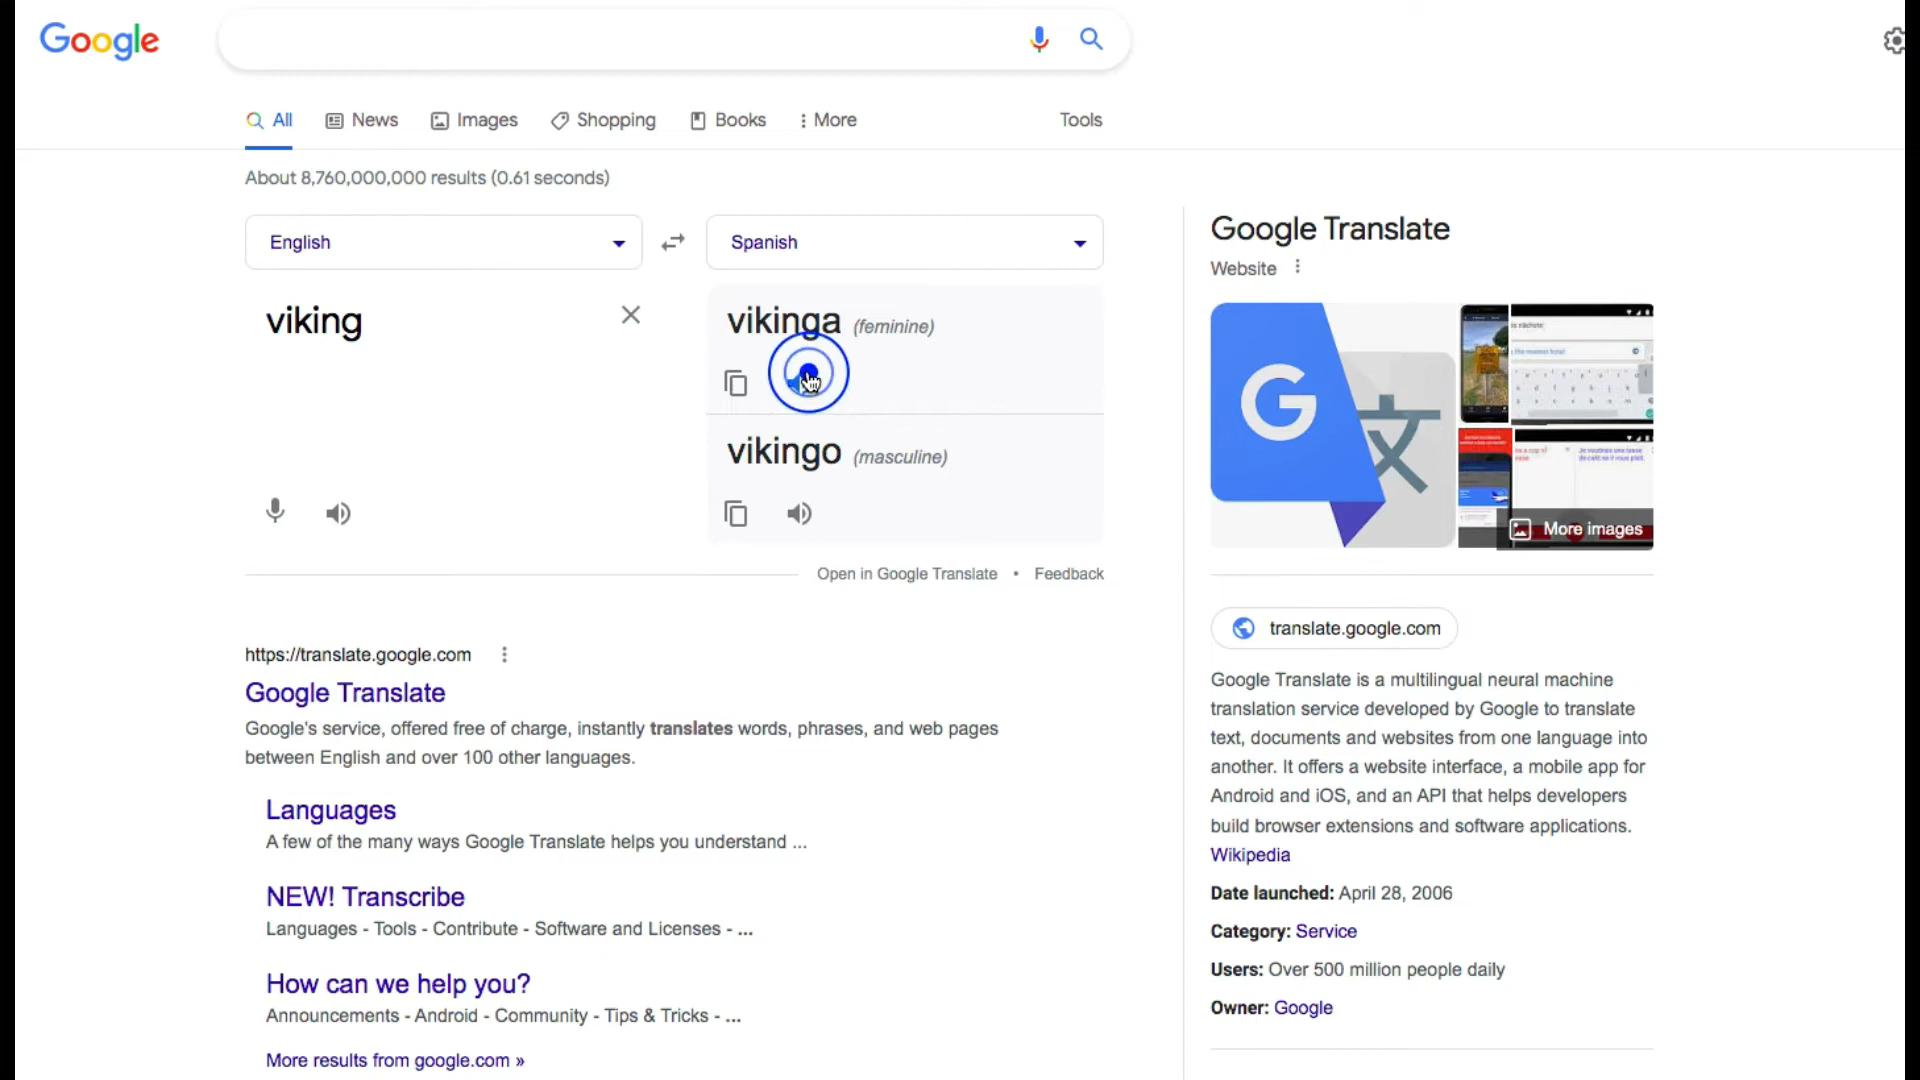 Google
All
News
Images
Shopping
Books
More
Tools
About 8,760,000,000 results (0.61 seconds)
English
Spanish
viking
vikinga (feminine)
vikingo (masculine)
Open in Google Translate • Feedback
https://translate.google.com
Google Translate
Google's service, offered free of charge, instantly translates words, phrases, and web pages
between English and over 100 other languages.
Languages
A few of the many ways Google Translate helps you understand ...
NEW! Transcribe
Languages - Tools - Contribute - Software and Licenses - ...
How can we help you?
Announcements - Android - Community - Tips & Tricks - ...
More results from google.com »
Google Translate
Website
G
文
More images
translate.google.com
Google Translate is a multilingual neural machine
translation service developed by Google to translate
text, documents and websites from one language into
another. It offers a website interface, a mobile app for
Android and iOS, and an API that helps developers
build browser extensions and software applications.
Wikipedia
Date launched: April 28, 2006
Category: Service
Users: Over 500 million people daily
Owner: Google